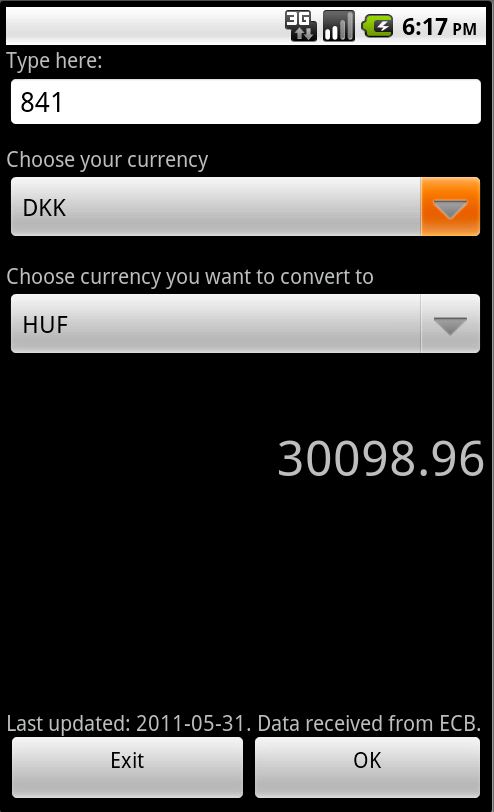 3G 6:17 PM
Type here:
841
Choose your currency
DKK
Choose currency you want to convert to
HUF
30098.96
Last updated: 2011-05-31. Data received from ECB.
Exit OK